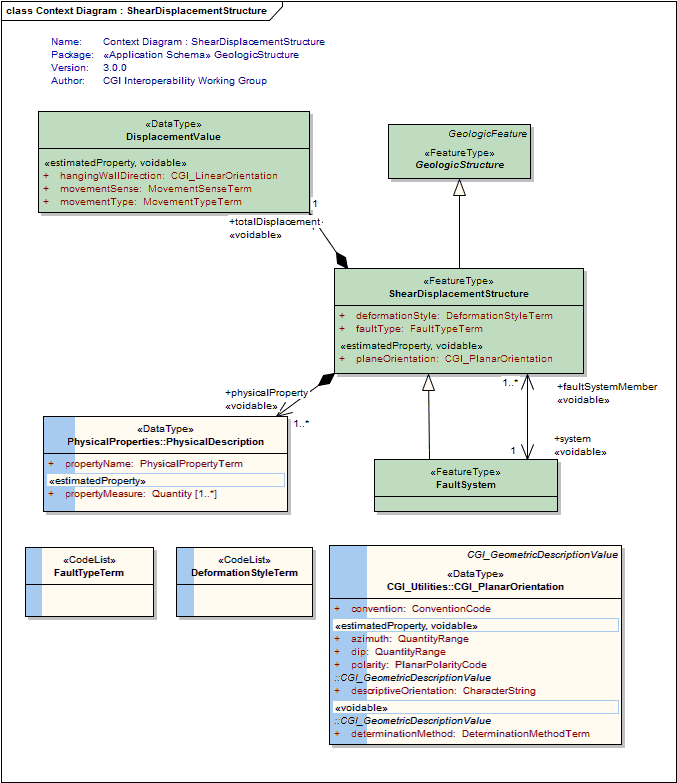 class Context Diagram : ShearDisplacementStructure
Name: Context Diagram : ShearDisplacementStructure
Package: «Application Schema» GeologicStructure
Version: 3.0.0
Author: CGI Interoperability Working Group
«DataType»
DisplacementValue
«estimatedProperty, voidable»
+ hangingWallDirection: CGI_LinearOrientation
+ movementSense: MovementSenseTerm
+ movementType: MovementTypeTerm
GeologicFeature
«FeatureType»
GeologicStructure
1
+totalDisplacement
«voidable»
«FeatureType»
ShearDisplacementStructure
+ deformationStyle: DeformationStyleTerm
+ faultType: FaultTypeTerm
«estimatedProperty, voidable»
+ planeOrientation: CGI_PlanarOrientation
+physicalProperty
«voidable»
1..*
1..*
+faultSystemMember
«voidable»
+system
1
«voidable»
«DataType»
PhysicalProperties::PhysicalDescription
+ propertyName: PhysicalPropertyTerm
«estimatedProperty»
+ propertyMeasure: Quantity [1..*]
«FeatureType»
FaultSystem
«CodeList»
FaultTypeTerm
«CodeList»
DeformationStyleTerm
CGI_GeometricDescriptionValue
«DataType»
CGI_Utilities::CGI_PlanarOrientation
+ convention: ConventionCode
«estimatedProperty, voidable»
+ azimuth: QuantityRange
+ dip: QuantityRange
+ polarity: PlanarPolarityCode
::CGI_GeometricDescriptionValue
+ descriptiveOrientation: CharacterString
«voidable»
::CGI_GeometricDescriptionValue
+ determinationMethod: DeterminationMethodTerm